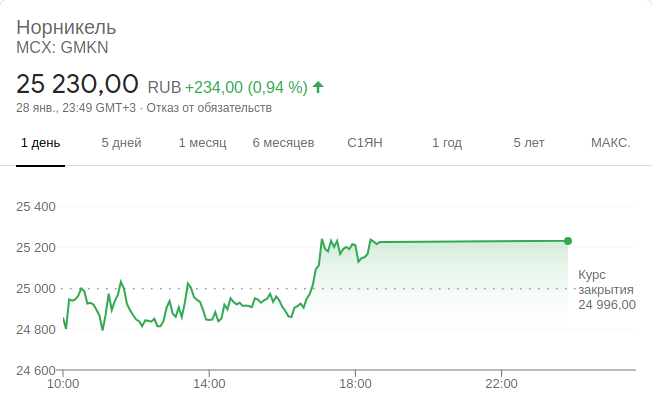 Норникель
MCX: GMKN
25 230,00 RUB +234,00 (0,94 %)
28 янв., 23:49 GMT+3 · Отказ от обязательств
1 день 5 дней 1 месяц 6 месяцев С1ЯН 1 год 5 лет МАКС.
25 400
25 200
25 000
24 800
24 600
Курс
закрытия
24 996,00
10:00 14:00 18:00 22:00